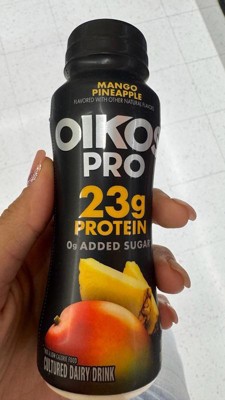 MANGO
PINEAPPLE
FLAVORED WITH OTHER NATURAL FLAVORS
OIKOS
PRO
23g
PROTEIN
0g ADDED SUGAR
CULTURED DAIRY DRINK